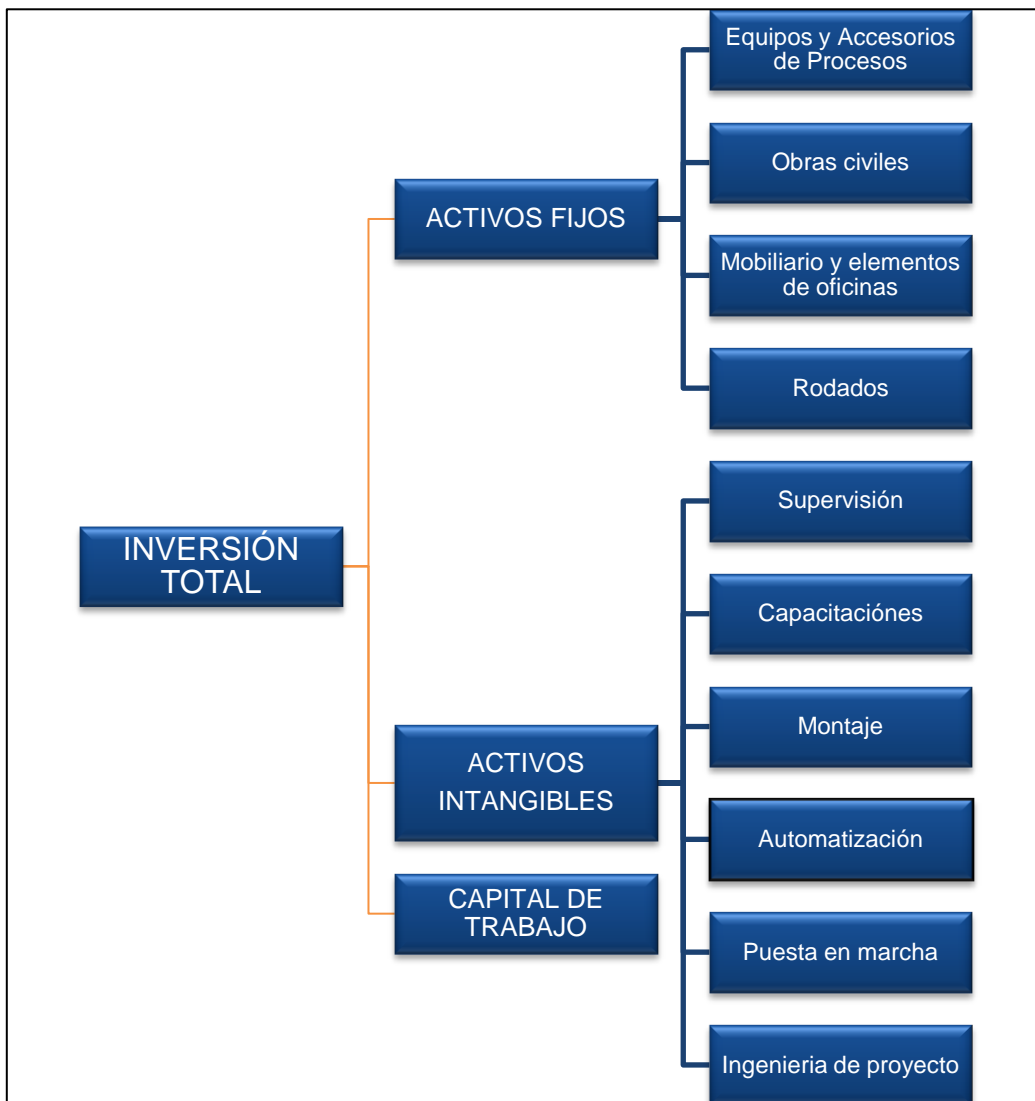 INVERSIÓN
TOTAL
ACTIVOS FIJOS
Equipos y Accesorios
de Procesos
Obras civiles
Mobiliario y elementos
de oficinas
Rodados
ACTIVOS
INTANGIBLES
Supervisión
Capacitaciónes
Montaje
Automatización
Puesta en marcha
Ingenieria de proyecto
CAPITAL DE
TRABAJO